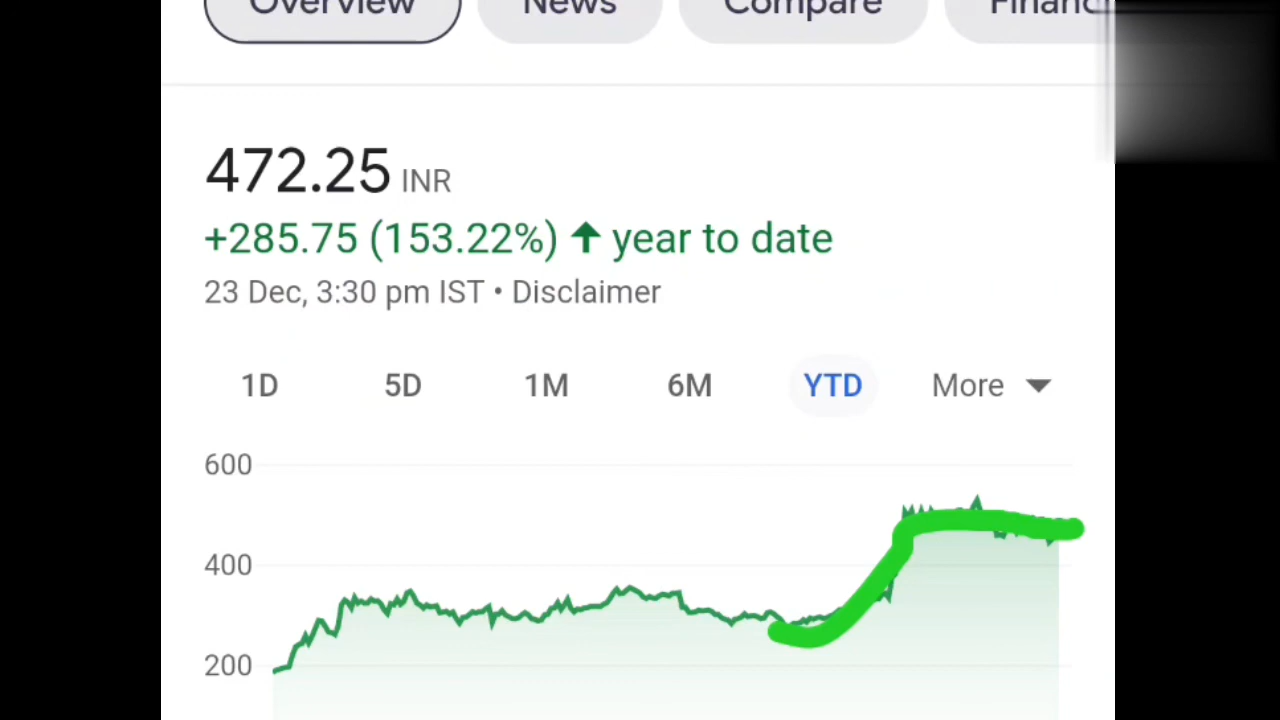 Overview News Compare
472.25 INR
+285.75 (153.22%) ↑ year to date
23 Dec, 3:30 pm IST • Disclaimer
1D 5D 1M 6M YTD More
600
400
200